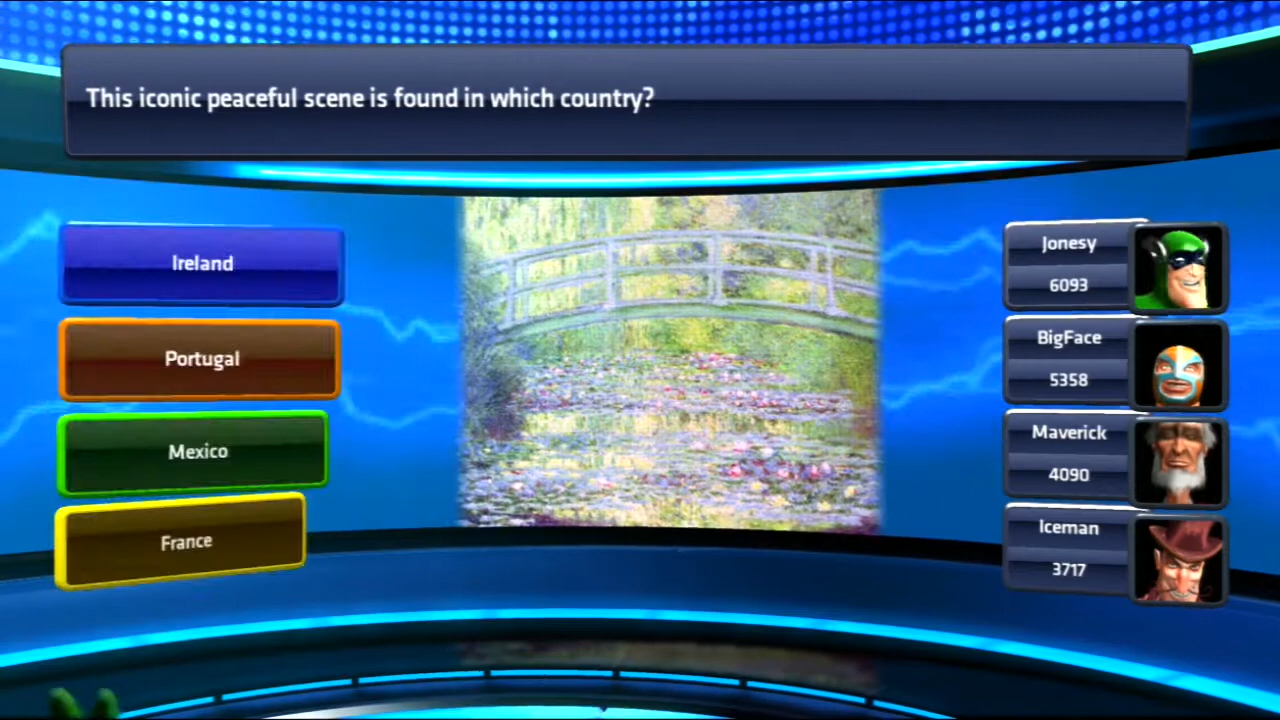 This iconic peaceful scene is found in which country?
Ireland
Portugal
Mexico
France
Jonesy
6093
BigFace
5358
Maverick
4090
Iceman
3717